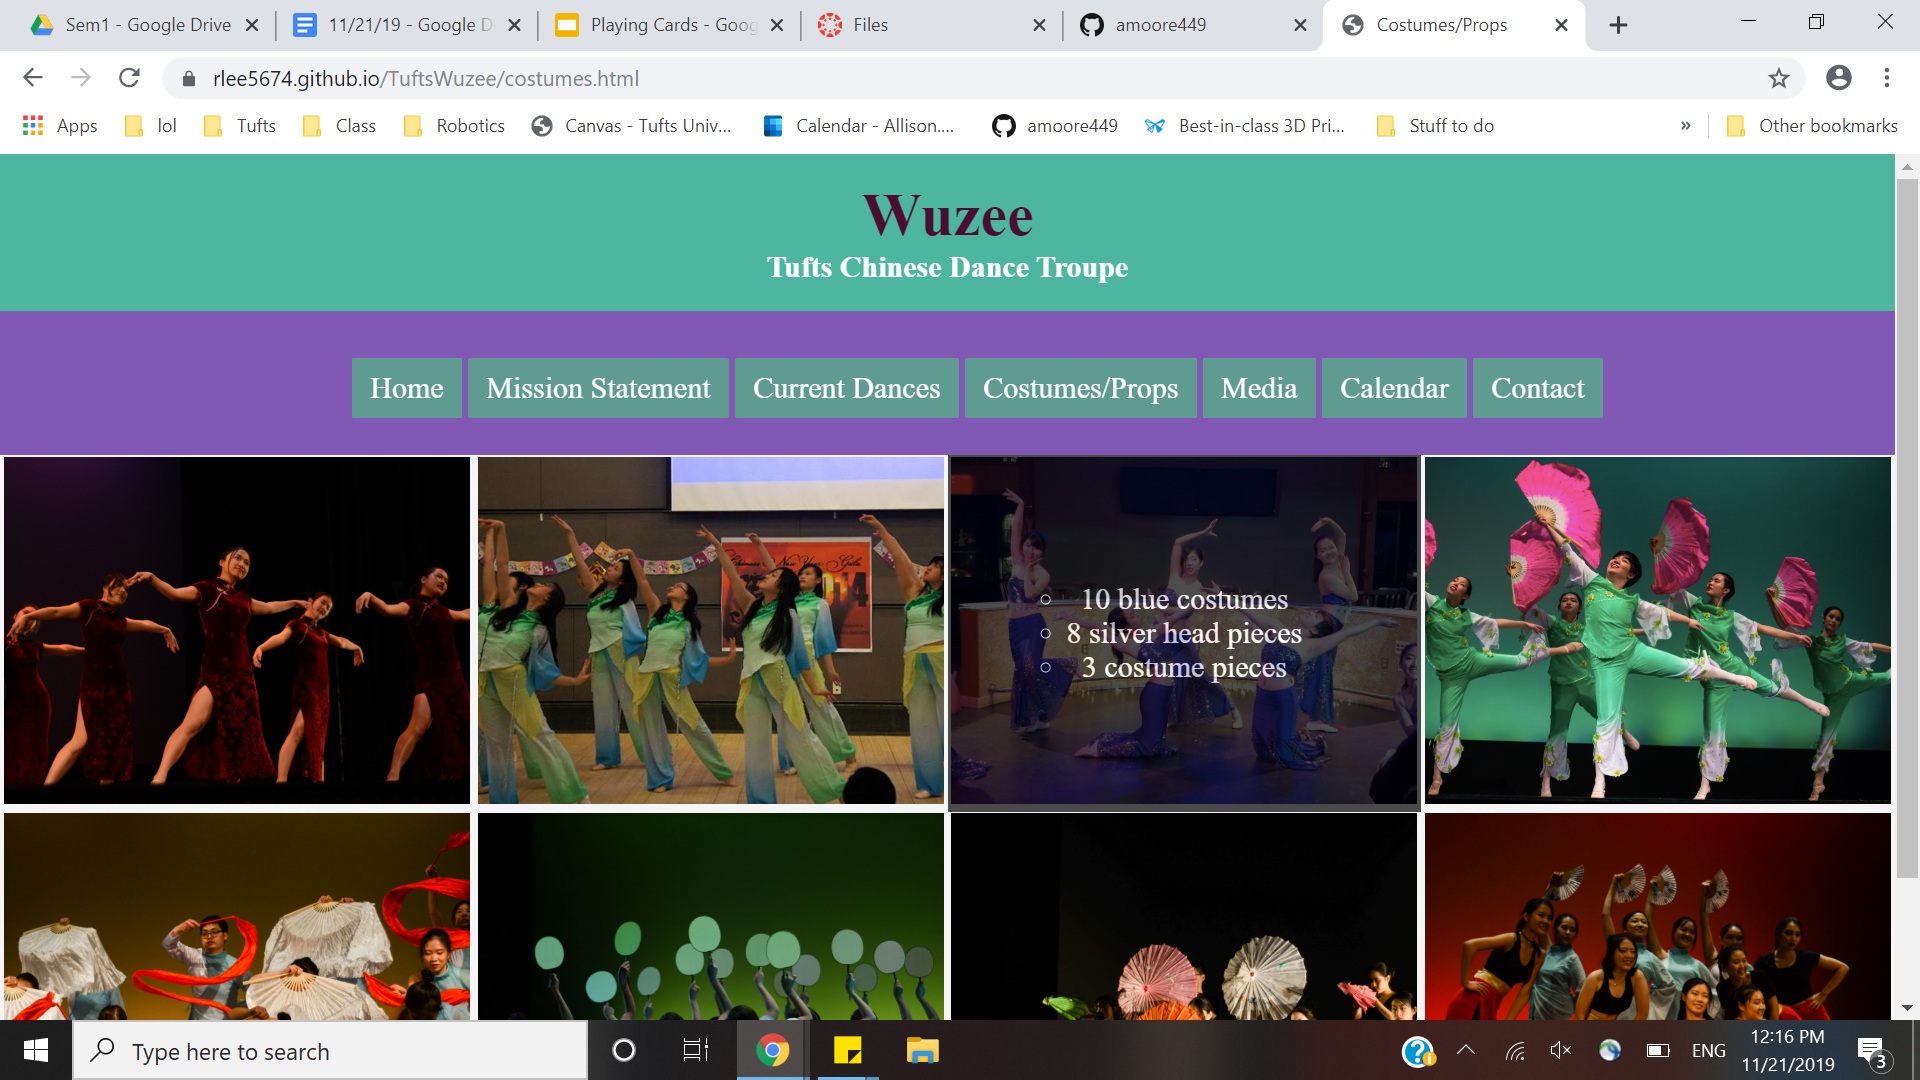 Sem1 - Google Drive
11/21/19 - Google D
Playing Cards - Goog
Files
amoore449
Costumes/Props
rlee5674.github.io/TuftsWuzee/costumes.html
Apps
lol
Tufts
Class
Robotics
Canvas - Tufts Univ...
Calendar - Allison....
amoore449
Best-in-class 3D Pri...
Stuff to do
»
Other bookmarks
Wuzee
Tufts Chinese Dance Troupe
Home
Mission Statement
Current Dances
Costumes/Props
Media
Calendar
Contact
Chinese New Year Gala
10 blue costumes
8 silver head pieces
3 costume pieces
Type here to search
ENG
12:16 PM
11/21/2019
3